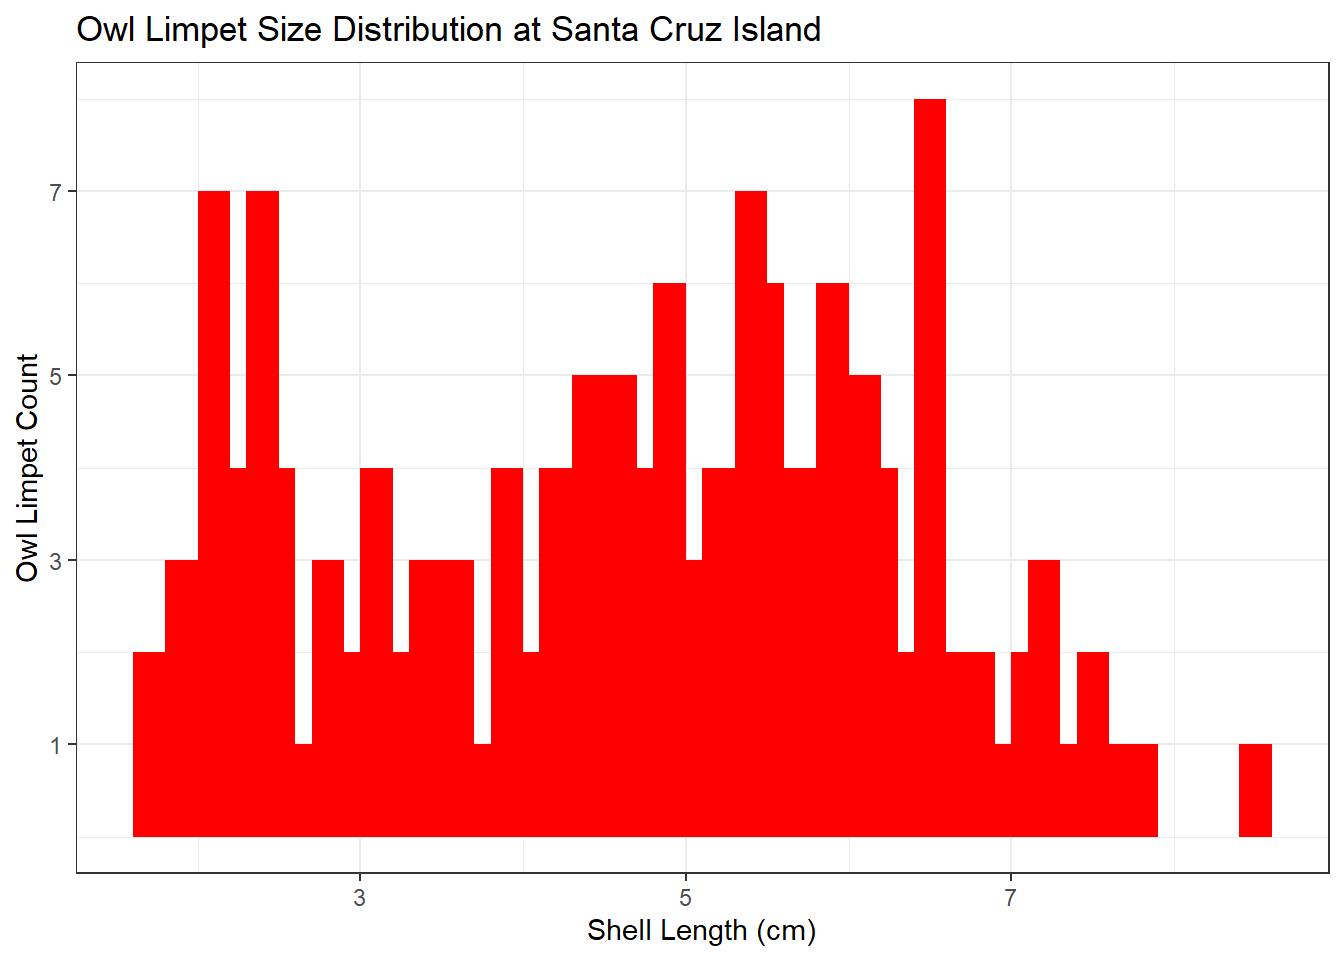 Owl Limpet Size Distribution at Santa Cruz Island
Owl Limpet Count
7
5
3
1
3 5 7
Shell Length (cm)